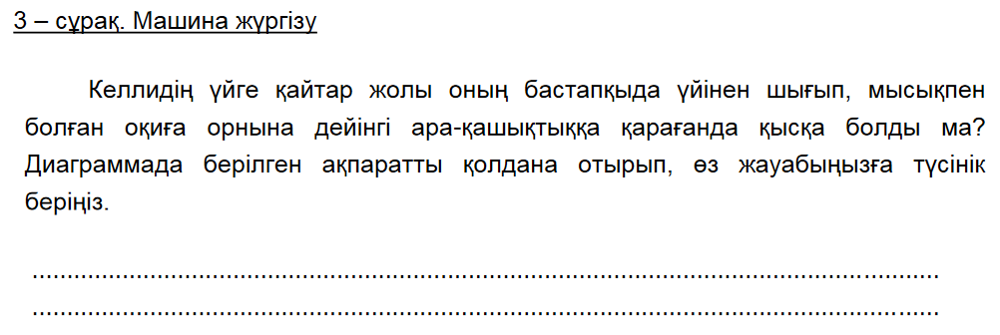 3 – сұрақ. Машина жүргізу
Келлидің үйге қайтар жолы оның бастапқыда үйінен шығып, мысықпен
болған оқиға орнына дейінгі ара-қашықтыққа қарағанда қысқа болды ма?
Диаграммада берілген ақпаратты қолдана отырып, өз жауабыңызға түсінік
беріңіз.